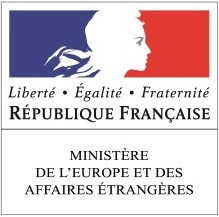 Liberté • Égalité • Fraternité
RÉPUBLIQUE FRANÇAISE
MINISTÈRE
DE L'EUROPE ET DES
AFFAIRES ÉTRANGÈRES